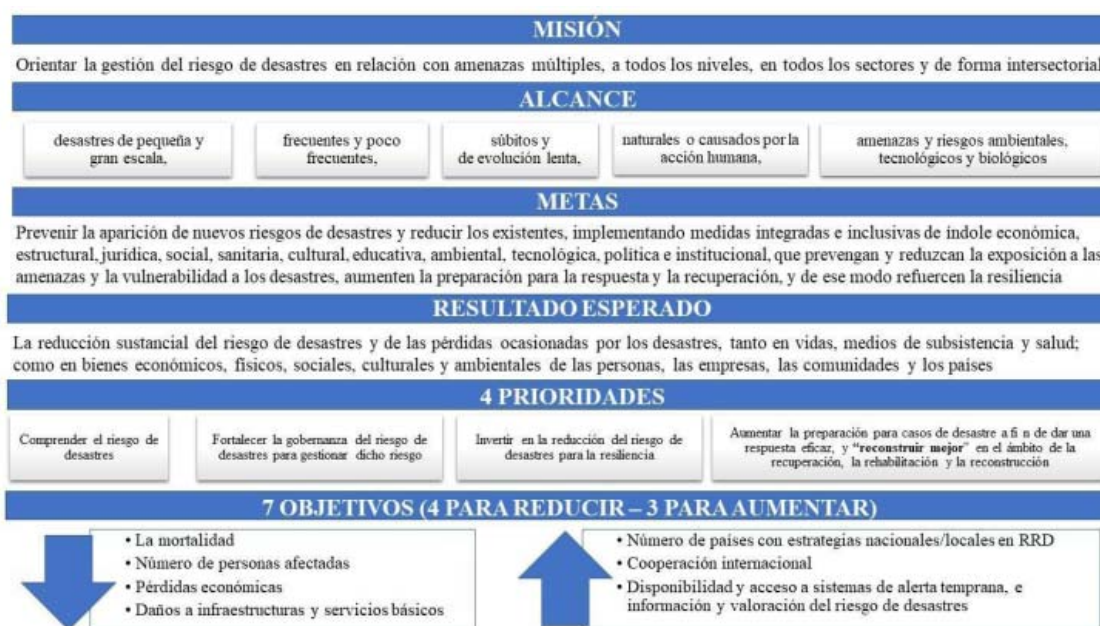 MISIÓN
Orientar la gestión del riesgo de desastres en relación con amenazas múltiples, a todos los niveles, en todos los sectores y de forma intersectorial
ALCANCE
desastres de pequeña y
gran escala,
frecuentes y poco
frecuentes,
súbitos y
de evolución lenta,
naturales o causados por la
acción humana,
amenazas y riesgos ambientales,
tecnológicos y biológicos
METAS
Prevenir la aparición de nuevos riesgos de desastres y reducir los existentes, implementando medidas integradas e inclusivas de índole económica,
estructural, jurídica, social, sanitaria, cultural, educativa, ambiental, tecnológica, política e institucional, que prevengan y reduzcan la exposición a las
amenazas y la vulnerabilidad a los desastres, aumenten la preparación para la respuesta y la recuperación, y de ese modo refuercen la resiliencia
RESULTADO ESPERADO
La reducción sustancial del riesgo de desastres y de las pérdidas ocasionadas por los desastres, tanto en vidas, medios de subsistencia y salud;
como en bienes económicos, físicos, sociales, culturales y ambientales de las personas, las empresas, las comunidades y los países
4 PRIORIDADES
Comprender el riesgo de
desastres
Fortalecer la gobernanza del riesgo de
desastres para gestionar dicho riesgo
Invertir en la reducción del riesgo de
desastres para la resiliencia
Aumentar la preparación para casos de desastre a fi n de dar una
respuesta eficaz, y "reconstruir mejor" en el ámbito de la
recuperación, la rehabilitación y la reconstrucción
7 OBJETIVOS (4 PARA REDUCIR – 3 PARA AUMENTAR)
• La mortalidad
• Número de personas afectadas
• Pérdidas económicas
• Daños a infraestructuras y servicios básicos
• Número de países con estrategias nacionales/locales en RRD
• Cooperación internacional
• Disponibilidad y acceso a sistemas de alerta temprana, e
información y valoración del riesgo de desastres